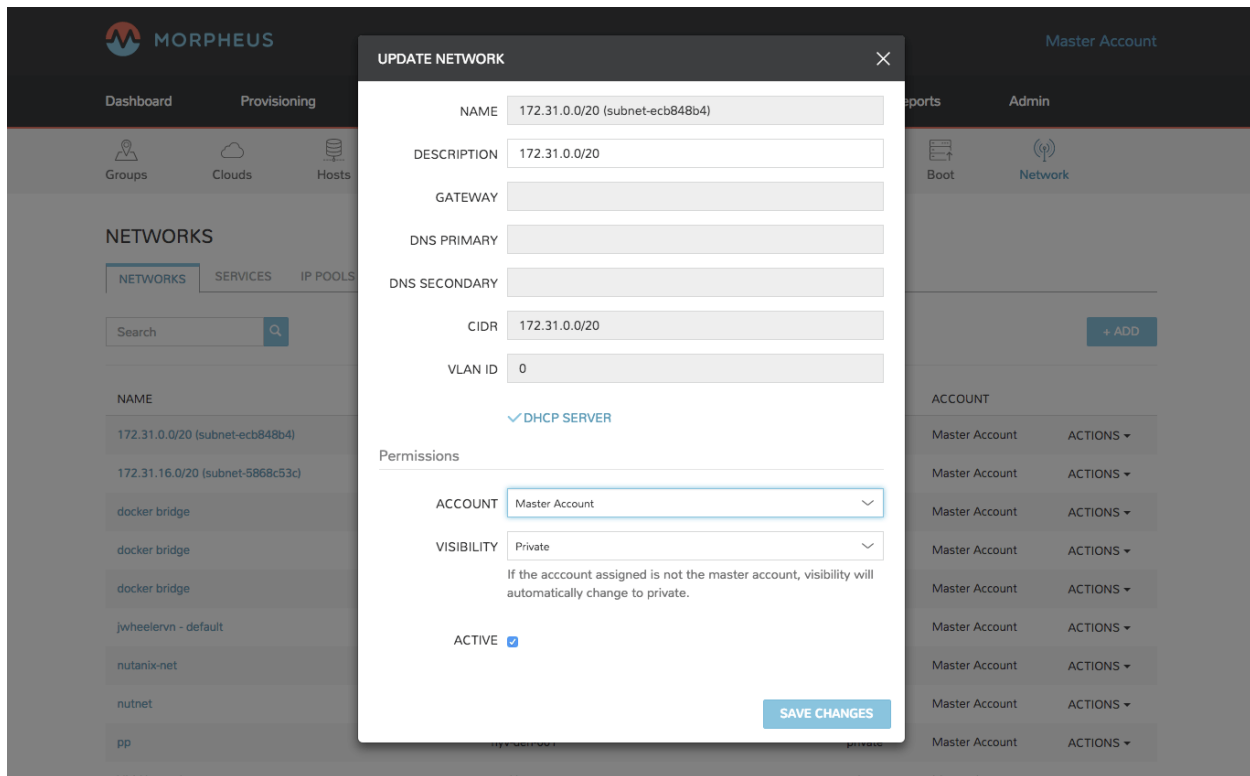 MORPHEUS
Master Account
UPDATE NETWORK
Dashboard Provisioning Admin
Groups Clouds Hosts Boot Network
NAME 172.31.0.0/20 (subnet-ecb848b4)
DESCRIPTION 172.31.0.0/20
GATEWAY
DNS PRIMARY
DNS SECONDARY
CIDR 172.31.0.0/20
VLAN ID 0
DHCP SERVER
Permissions
ACCOUNT Master Account
VISIBILITY Private
If the acccount assigned is not the master account, visibility will
automatically change to private.
ACTIVE
SAVE CHANGES
NETWORKS
NETWORKS SERVICES IP POOLS
Search + ADD
NAME ACCOUNT
172.31.0.0/20 (subnet-ecb848b4) Master Account ACTIONS
172.31.16.0/20 (subnet-5868c53c) Master Account ACTIONS
docker bridge Master Account ACTIONS
docker bridge Master Account ACTIONS
docker bridge Master Account ACTIONS
jwheelervn - default Master Account ACTIONS
nutanix-net Master Account ACTIONS
nutnet Master Account ACTIONS
pp private Master Account ACTIONS